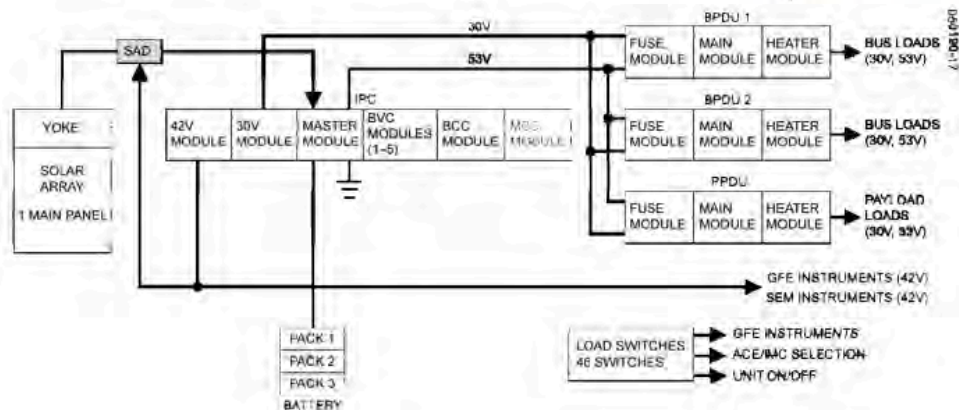 BPDU 1
30V
FUSE MODULE
MAIN MODULE
HEATER MODULE
BUS LOADS
(30V, 53V)
SAD
53V
IPC
YOKE
SOLAR
ARRAY
1 MAIN PANEL
42V
MODULE
30V
MODULE
MASTER
MODULE
BVC
MODULES
(1-5)
BCC
MODULE
MODULE
BPDU 2
FUSE MODULE
MAIN MODULE
HEATER MODULE
BUS LOADS
(30V, 53V)
PPDU
FUSE MODULE
MAIN MODULE
HEATER MODULE
PAYLOAD
LOADS
GFE INSTRUMENTS (42V)
SEM INSTRUMENTS (42V)
PACK 1
PACK 2
PACK 3
BATTERY
LOAD SWITCHES
46 SWITCHES
GFE INSTRUMENTS
ACE/IMC SELECTION
UNIT ON/OFF